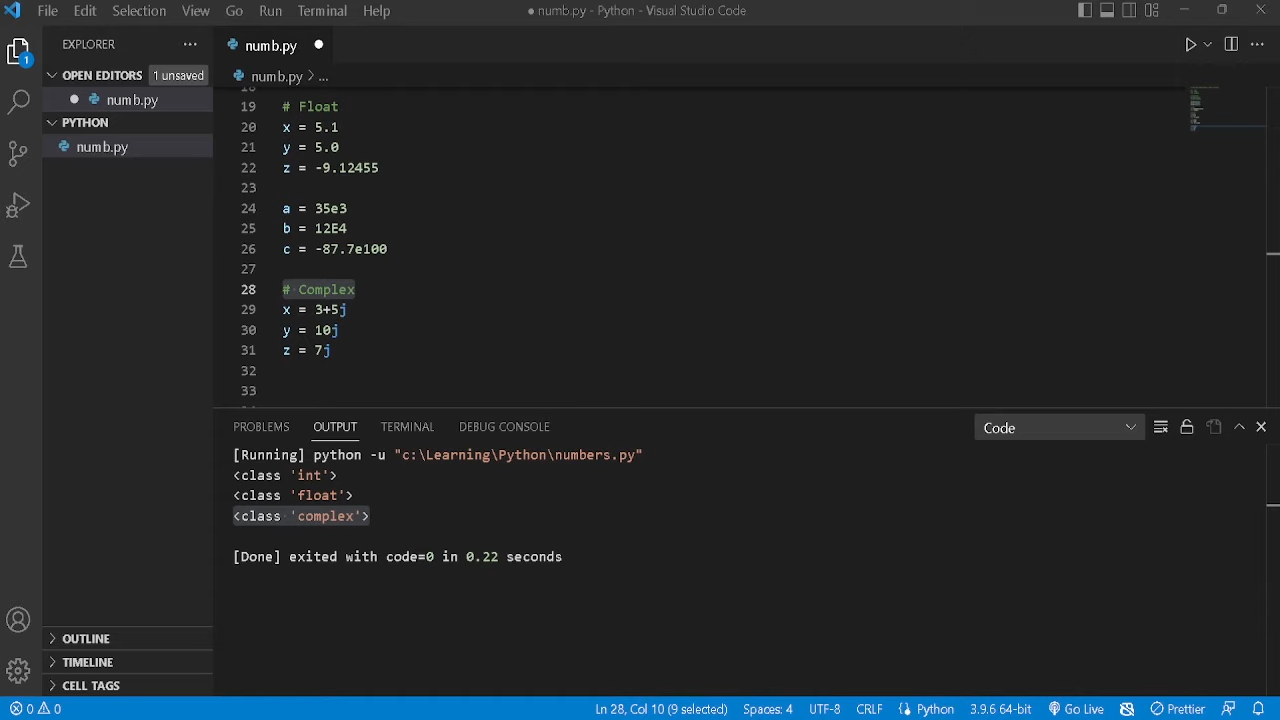 File Edit Selection View Go Run Terminal Help
● numb.py - Python - Visual Studio Code
EXPLORER ...
numb.py ●
1
OPEN EDITORS 1 unsaved
● numb.py
numb.py > ...
PYTHON
numb.py
19 # Float
20 x = 5.1
21 y = 5.0
22 z = -9.12455
23
24 a = 35e3
25 b = 12E4
26 c = -87.7e100
27
28 # Complex
29 x = 3+5j
30 y = 10j
31 z = 7j
32
33
PROBLEMS OUTPUT TERMINAL DEBUG CONSOLE
Code
[Running] python -u "c:\Learning\Python\numbers.py"
<class 'int'>
<class 'float'>
<class 'complex'>
[Done] exited with code=0 in 0.22 seconds
OUTLINE
TIMELINE
CELL TAGS
0 0
Ln 28, Col 10 (9 selected) Spaces: 4 UTF-8 CRLF Python 3.9.6 64-bit Go Live Prettier